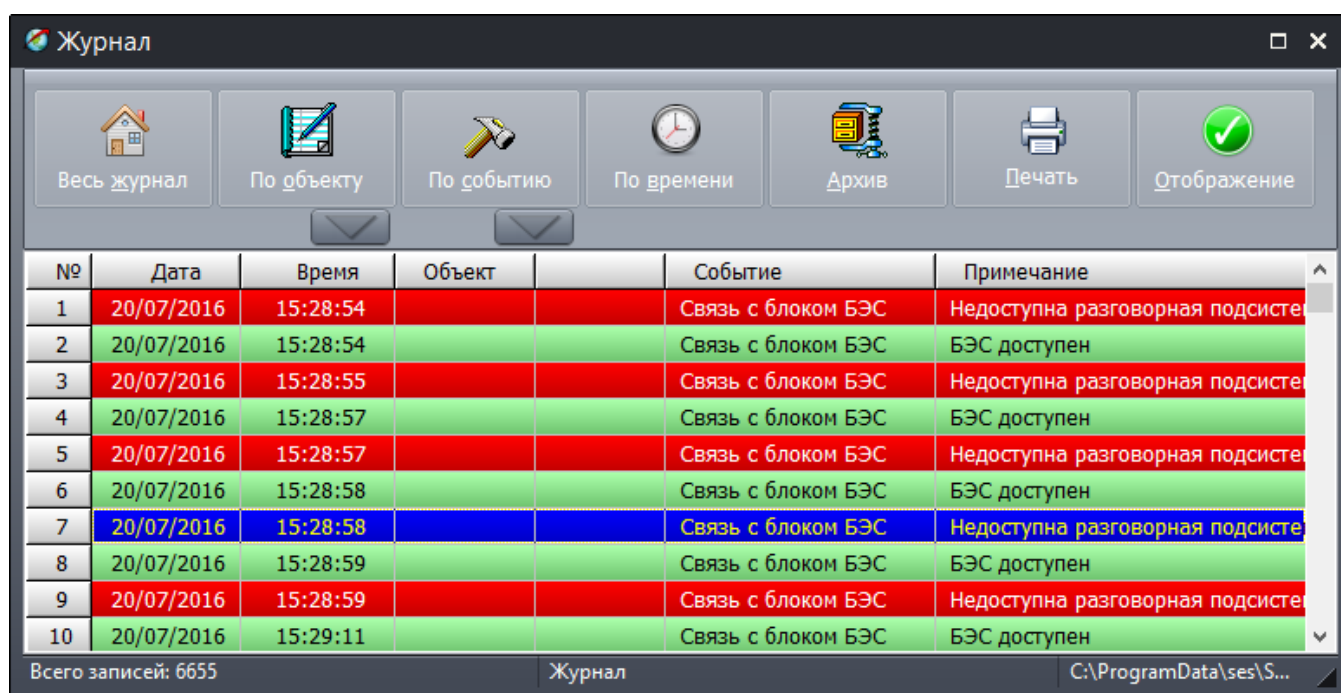 Журнал
Весь журнал По объекту По событию По времени Архив Печать Отображение
№ Дата Время Объект Событие Примечание
1 20/07/2016 15:28:54 Связь с блоком БЭС Недоступна разговорная
2 20/07/2016 15:28:54 Связь с блоком БЭС БЭС доступен
3 20/07/2016 15:28:55 Связь с блоком БЭС Недоступна разговорная
4 20/07/2016 15:28:57 Связь с блоком БЭС БЭС доступен
5 20/07/2016 15:28:57 Связь с блоком БЭС Недоступна разговорная
6 20/07/2016 15:28:58 Связь с блоком БЭС БЭС доступен
7 20/07/2016 15:28:58 Связь с блоком БЭС Недоступна разговорная
8 20/07/2016 15:28:59 Связь с блоком БЭС БЭС доступен
9 20/07/2016 15:28:59 Связь с блоком БЭС Недоступна разговорная
10 20/07/2016 15:29:11 Связь с блоком БЭС БЭС доступен
Всего записей: 6655 Журнал C:\ProgramData\ses\S...